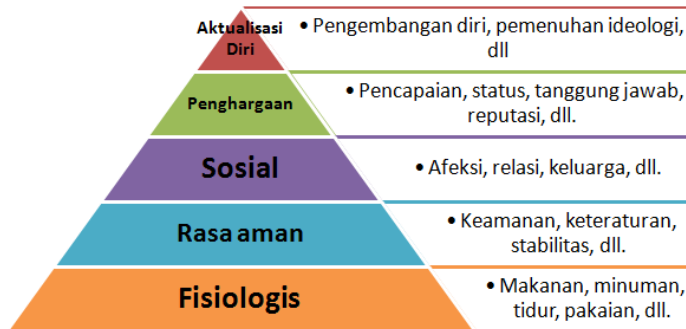 Aktualisasi
Diri
• Pengembangan diri, pemenuhan ideologi,
dll
Penghargaan
• Pencapaian, status, tanggung jawab,
reputasi, dll.
Sosial
• Afeksi, relasi, keluarga, dll.
Rasa aman
• Keamanan, keteraturan,
stabilitas, dll.
Fisiologis
• Makanan, minuman,
tidur, pakaian, dll.